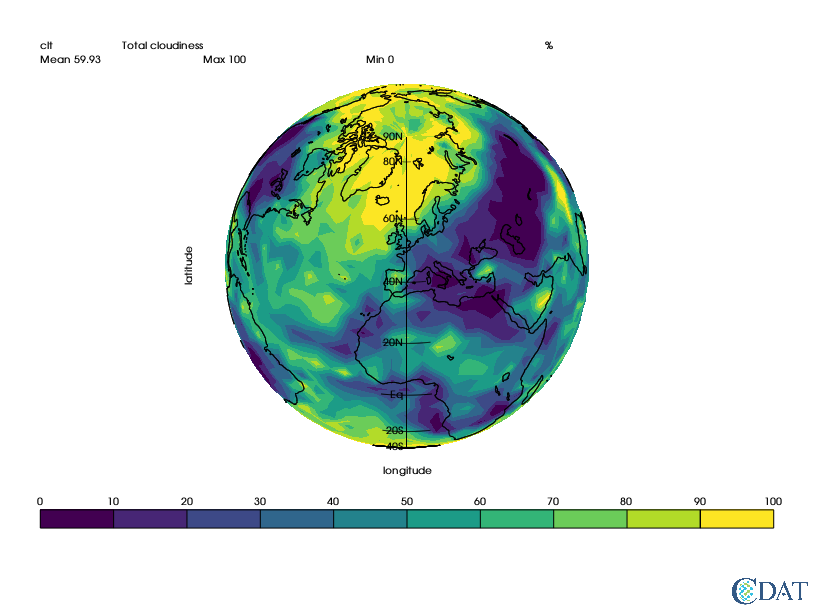 clt Total cloudiness %
Mean 59.93 Max 100 Min 0
90N
80N
60N
latitude
40N
20N
Eq
20S
40S
longitude
0 10 20 30 40 50 60 70 80 90 100
CDAT